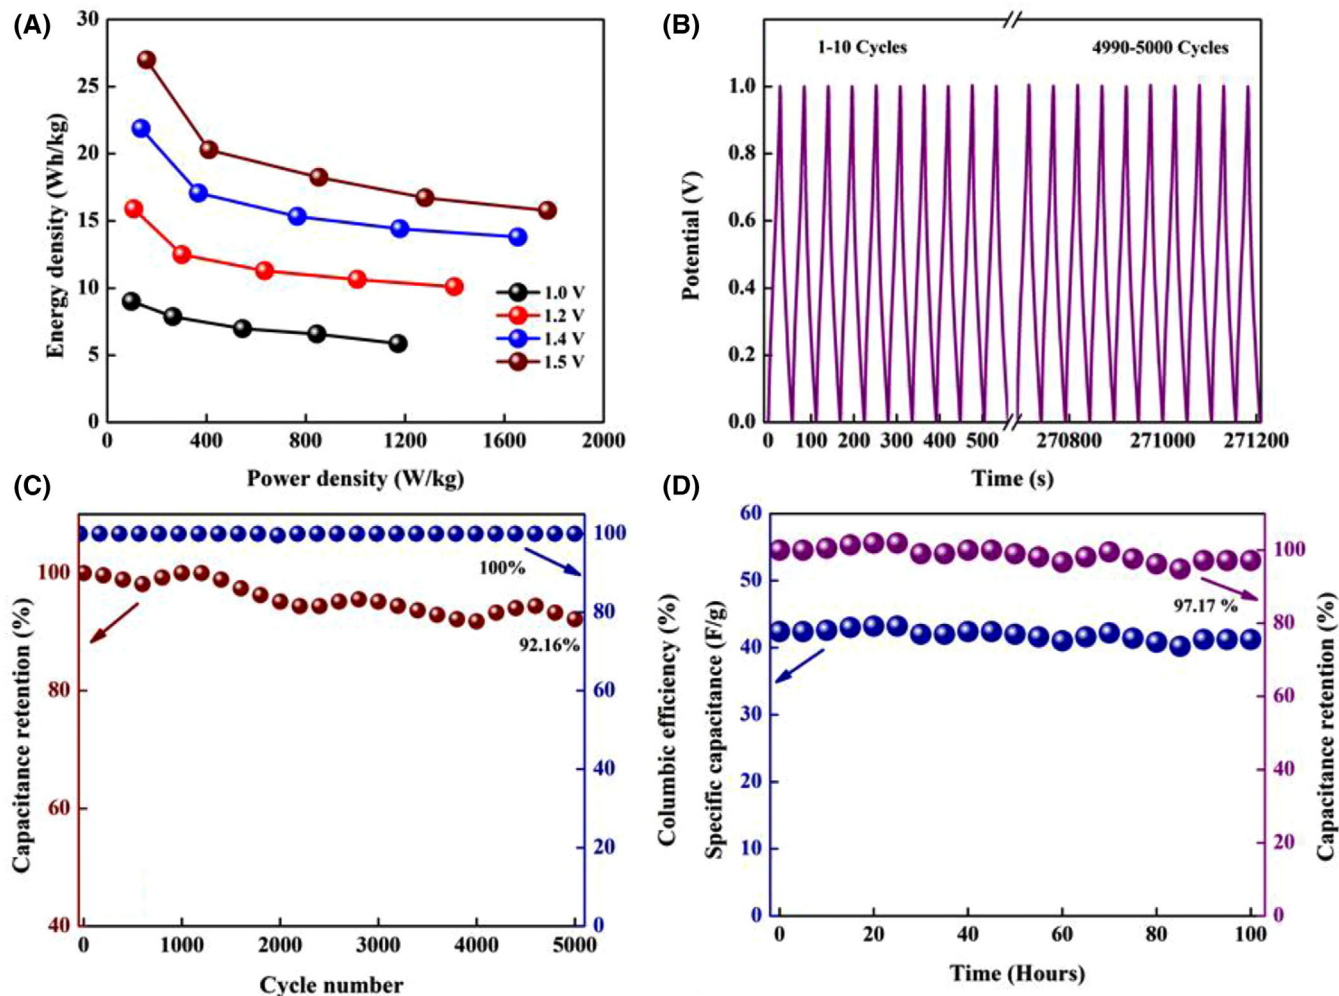 (A)
30
25
20
15
10
5
0
Energy density (Wh/kg)
0 400 800 1200 1600 2000
Power density (W/kg)
1.0 V
1.2 V
1.4 V
1.5 V
(B)
1-10 Cycles
4990-5000 Cycles
1.0
0.8
0.6
0.4
0.2
0.0
Potential (V)
0 100 200 300 400 500 270800 271000 271200
Time (s)
(C)
100
80
60
40
Capacitance retention (%)
100%
92.16%
100
80
60
40
20
0
Columbic efficiency (%)
0 1000 2000 3000 4000 5000
Cycle number
(D)
60
50
40
30
20
10
0
Specific capacitance (F/g)
97.17 %
100
80
60
40
20
0
Capacitance retention (%)
0 20 40 60 80 100
Time (Hours)